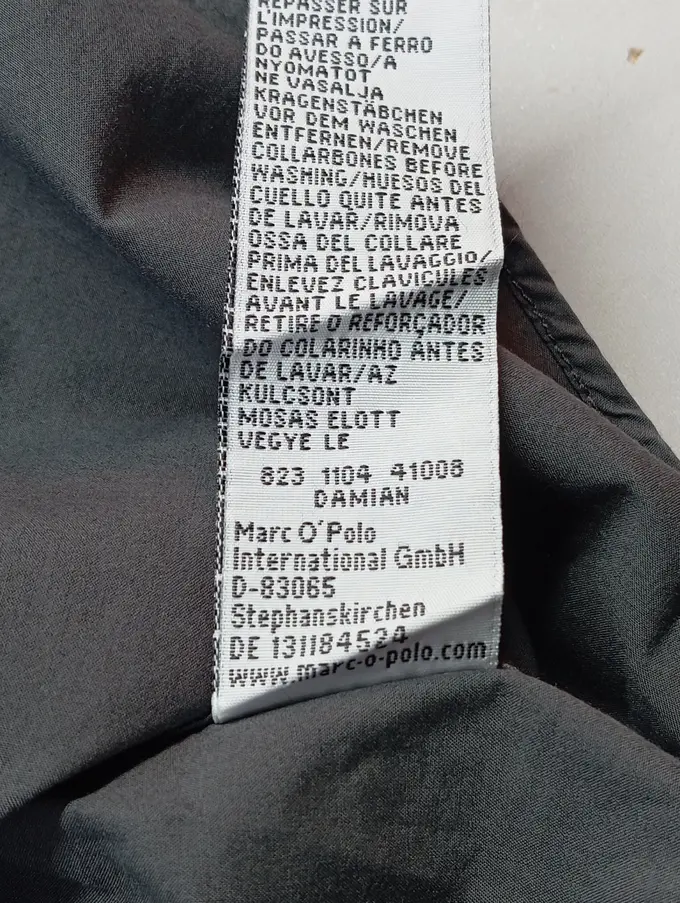 REPASSER SUR
L'IMPRESSION/
PASSAR A FERRO
DO AVESSO/A
NYOMATOT
NE VASALJA
KRAGENSTÄBCHEN
VOR DEM WASCHEN
ENTFERNEN/REMOVE
COLLARBONES BEFORE
WASHING/HUESOS DEL
CUELLO QUITE ANTES
DE LAVAR/RIMOVA
OSSA DEL COLLARE
PRIMA DEL LAVAGGIO/
ENLEVEZ CLAVICULES
AVANT LE LAVAGE/
RETIRE O REFORÇADOR
DO COLARINHO ANTES
DE LAVAR/AZ
KULCSONT
MOSAS ELOTT
VEGYE LE
823 1104 41008
DAMIAN
Marc O'Polo
International GmbH
D-83065
Stephanskirchen
DE 131184524
www.marc-o-polo.com